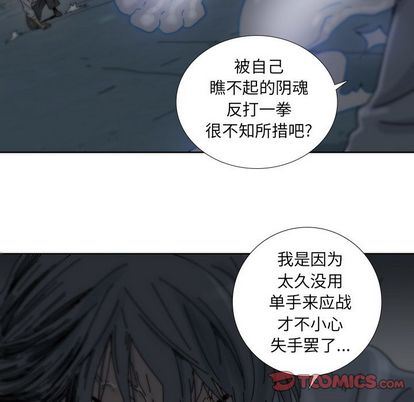 被自己
瞧不起的阴魂
反打一拳
很不知所措吧?
我是因为
太久没用
单手来应战
才不小心
失手罢了...
TOOMICS.COM